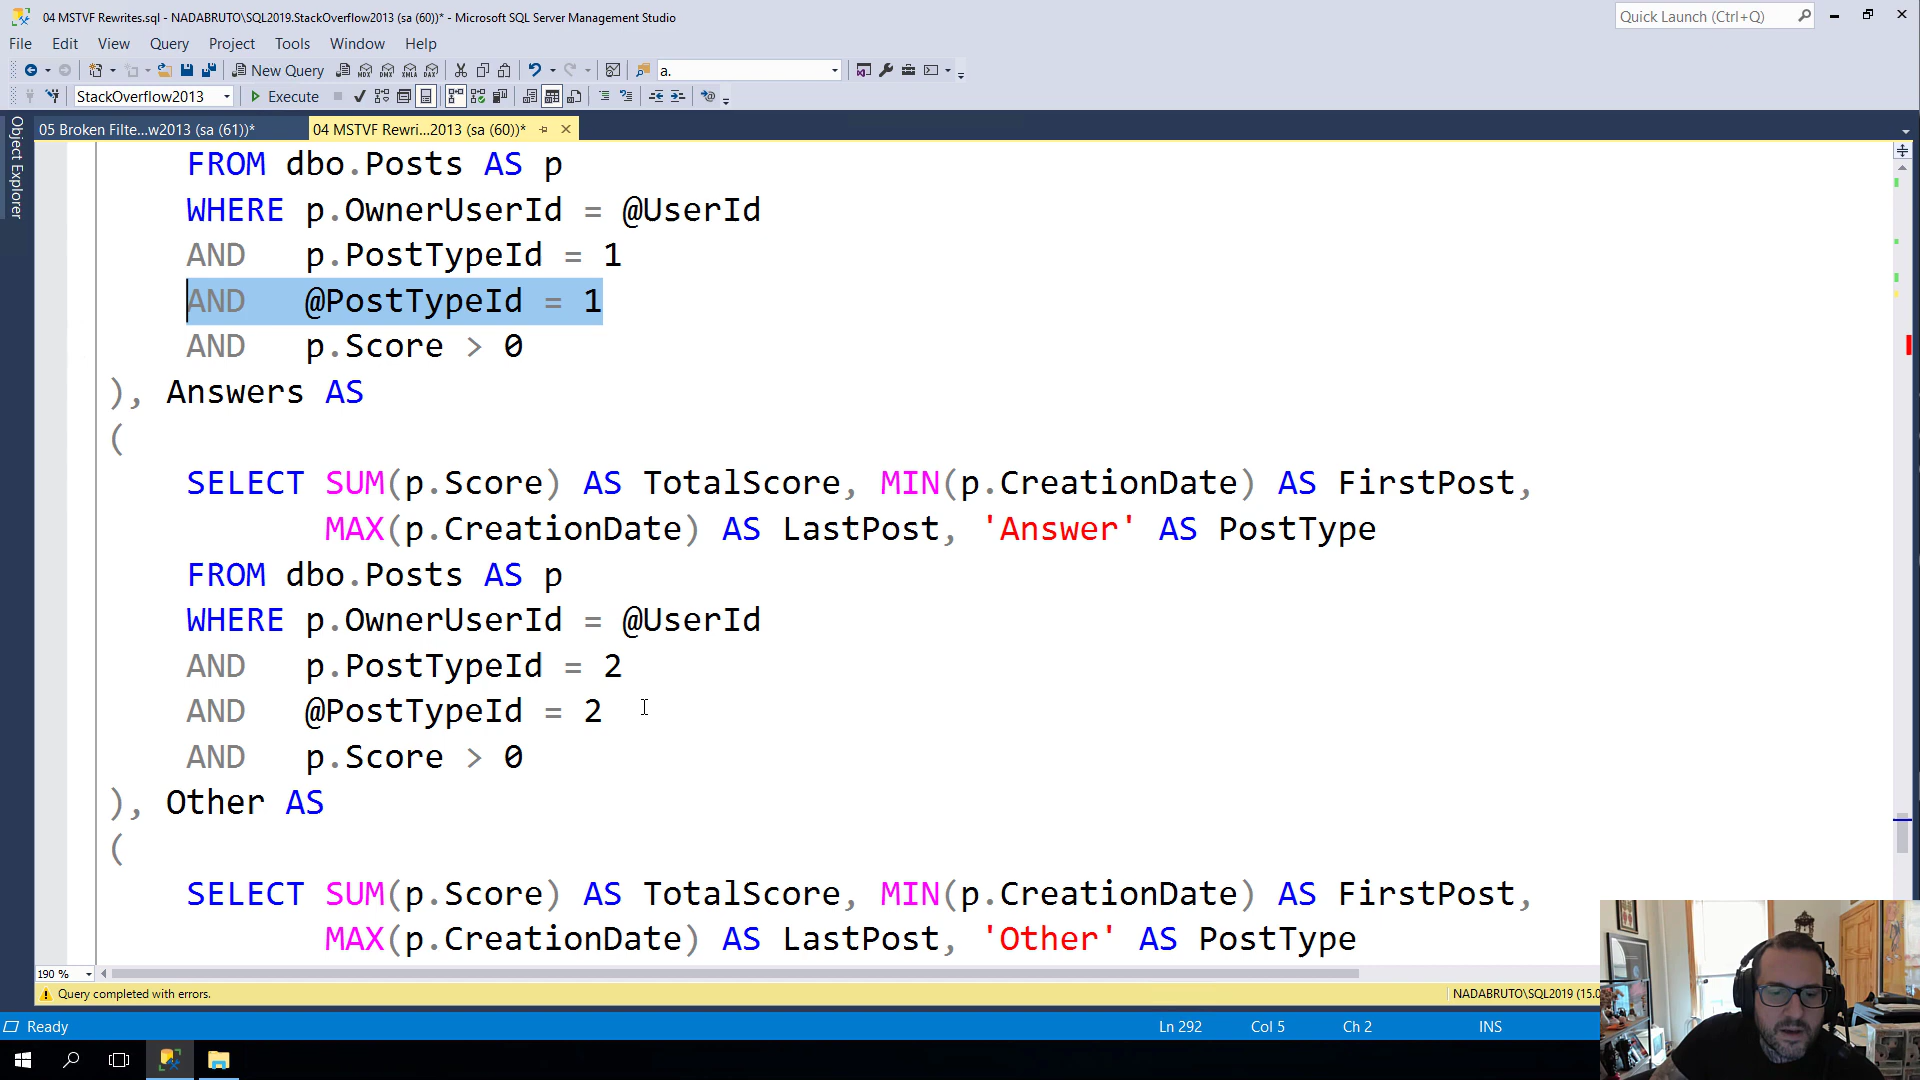 04 MSTVF Rewrites.sql - NADABRUTO\SQL2019.StackOverflow2013 (sa (60))* - Microsoft SQL Server Management Studio
Quick Launch (Ctrl+Q)
File Edit View Query Project Tools Window Help
New Query
a.
StackOverflow2013
Execute
Object Explorer
05 Broken Filte...w2013 (sa (61))*
04 MSTVF Rewri...2013 (sa (60))*
FROM dbo.Posts AS p
WHERE p.OwnerUserId = @UserId
AND p.PostTypeId = 1
AND @PostTypeId = 1
AND p.Score > 0
), Answers AS
(
SELECT SUM(p.Score) AS TotalScore, MIN(p.CreationDate) AS FirstPost,
MAX(p.CreationDate) AS LastPost, 'Answer' AS PostType
FROM dbo.Posts AS p
WHERE p.OwnerUserId = @UserId
AND p.PostTypeId = 2
AND @PostTypeId = 2
AND p.Score > 0
), Other AS
(
SELECT SUM(p.Score) AS TotalScore, MIN(p.CreationDate) AS FirstPost,
MAX(p.CreationDate) AS LastPost, 'Other' AS PostType
190 %
Query completed with errors.
NADABRUTO\SQL2019 (15.0
Ready
Ln 292
Col 5
Ch 2
INS